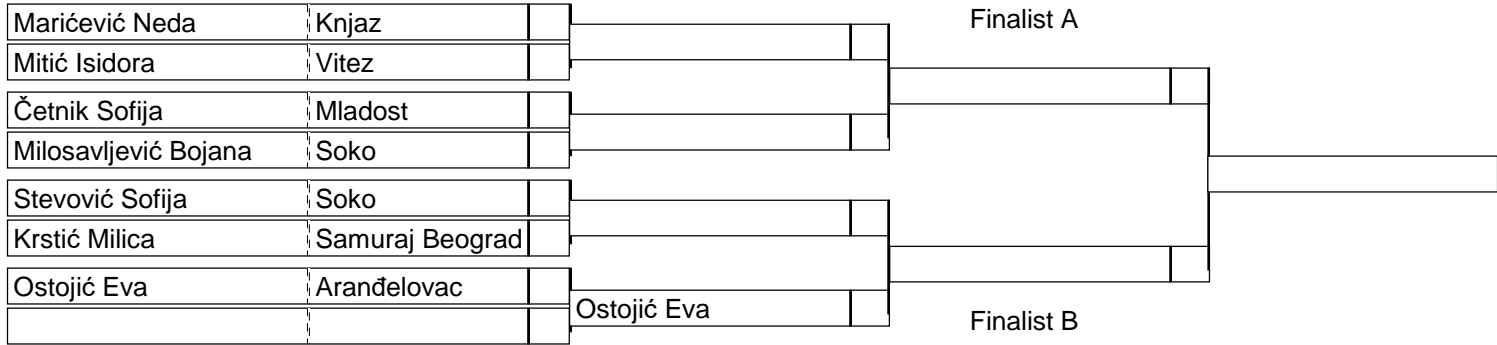 Marićević Neda Knjaz
Finalist A
Mitić Isidora Vitez
Četnik Sofija Mladost
Milosavljević Bojana Soko
Stevović Sofija Soko
Krstić Milica Samuraj Beograd
Ostojić Eva Aranđelovac
Ostojić Eva
Finalist B